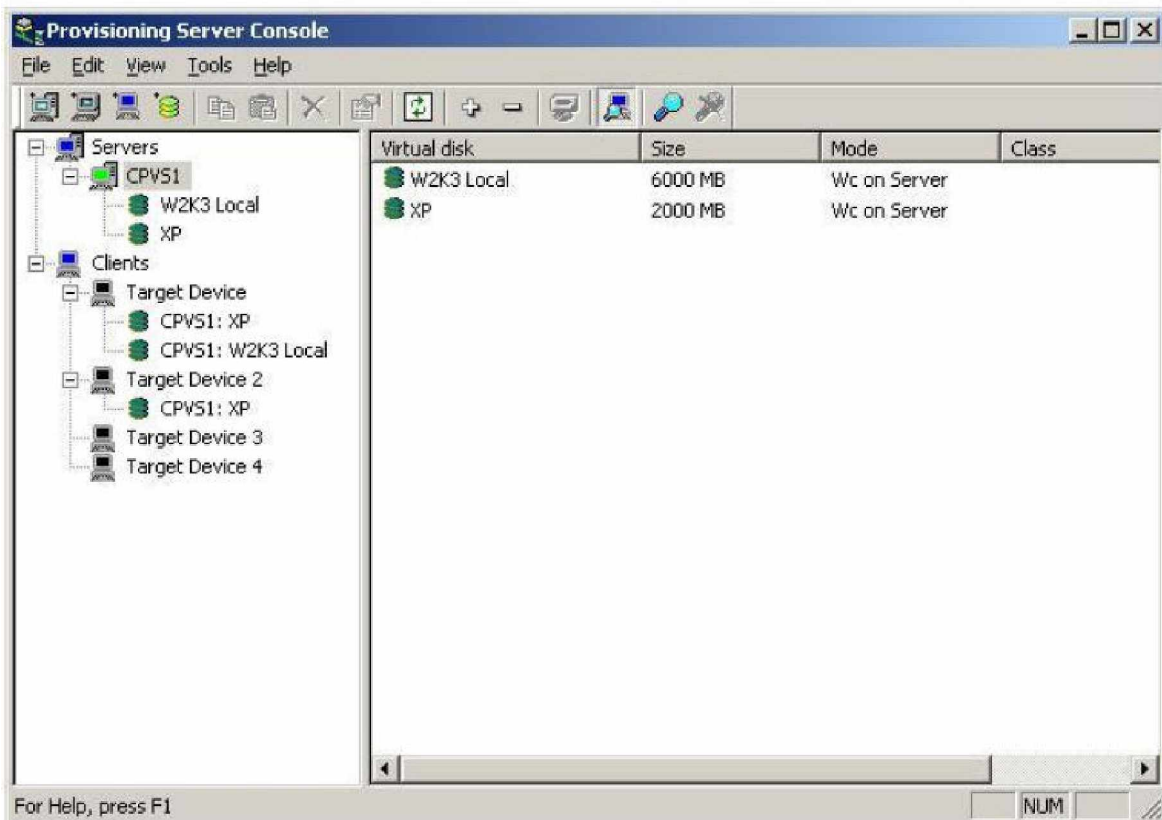 Provisioning Server Console
File Edit View Tools Help
Servers
CPVS1
W2K3 Local
XP
Clients
Target Device
CPVS1: XP
CPVS1: W2K3 Local
Target Device 2
CPVS1: XP
Target Device 3
Target Device 4
Virtual disk Size Mode Class
W2K3 Local 6000 MB Wc on Server
XP 2000 MB Wc on Server
For Help, press F1 NUM